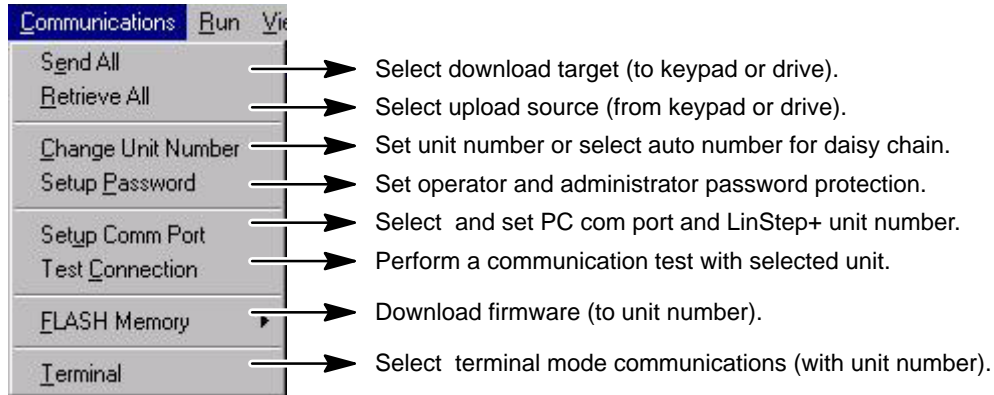 Communications Run Vie
Send All Select download target (to keypad or drive).
Retrieve All Select upload source (from keypad or drive).
Change Unit Number Set unit number or select auto number for daisy chain.
Setup Password Set operator and administrator password protection.
Setup Comm Port Select and set PC com port and LinStep+ unit number.
Test Connection Perform a communication test with selected unit.
FLASH Memory Download firmware (to unit number).
Terminal Select terminal mode communications (with unit number).